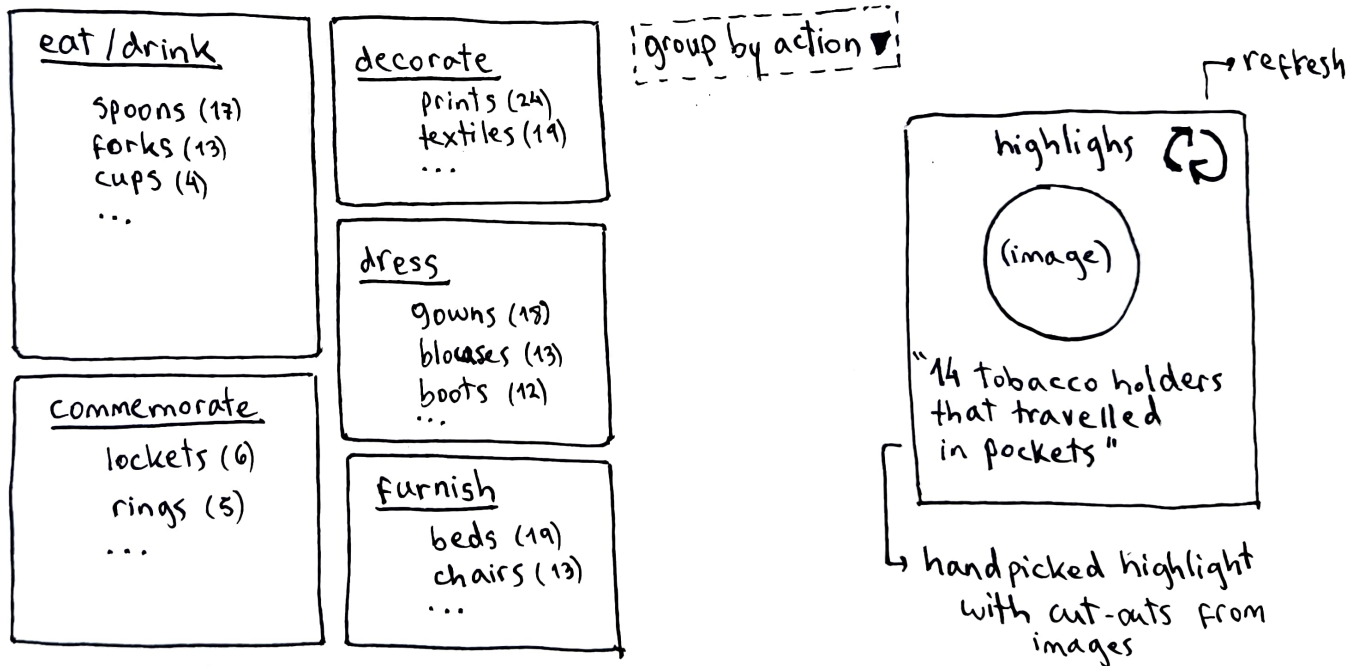 eat/drink
spoons (17)
forks (13)
cups (4)
...
commemorate
lockets (6)
rings (5)
...
decorate
prints (24)
textiles (19)
...
dress
gowns (18)
blouases (13)
boots (12)
...
furnish
beds (19)
chairs (13)
...
group by action ▼
refresh
highlighs
(image)
"14 tobacco holders
that travelled
in pockets"
handpicked highlight
with cut-outs from
images